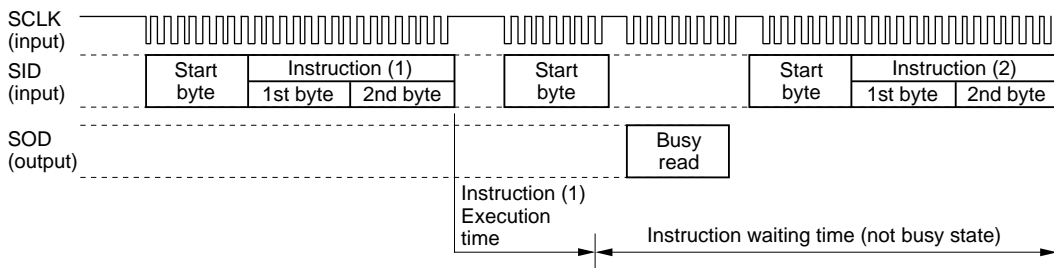 SCLK
(input)
SID
(input)
Start
byte
Instruction (1)
1st byte
2nd byte
Start
byte
Start
byte
Instruction (2)
1st byte
2nd byte
SOD
(output)
Busy
read
Instruction (1)
Execution
time
Instruction waiting time (not busy state)